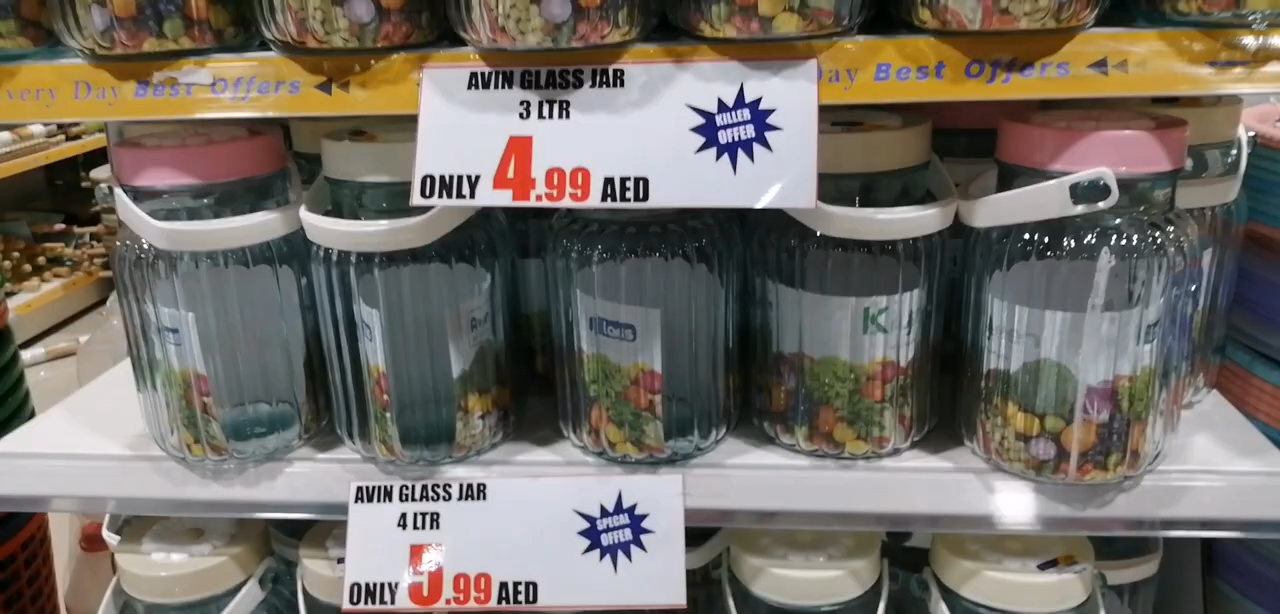 very Day Best Offers
Day Best Offers
AVIN GLASS JAR
3 LTR
ONLY 4.99 AED
KILLER
OFFER
AVIN GLASS JAR
4 LTR
ONLY 5.99 AED
SPECAL
OFFER